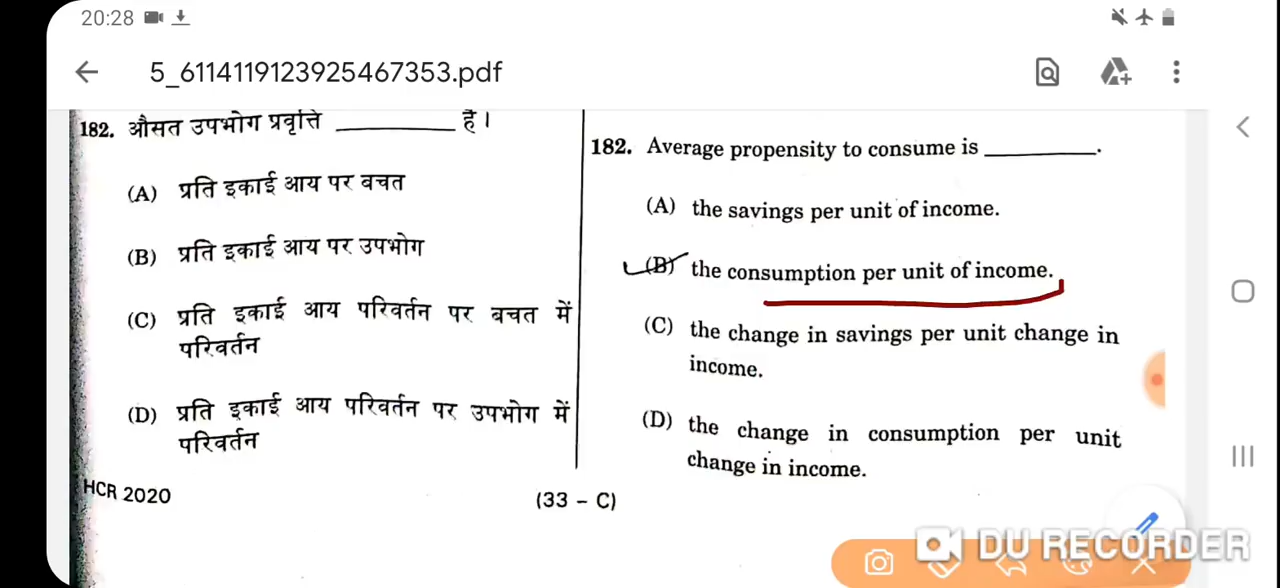 20:28
5_6114119123925467353.pdf
182. औसत उपभोग प्रवृत्ति __________ है।
(A) प्रति इकाई आय पर बचत
(B) प्रति इकाई आय पर उपभोग
(C) प्रति इकाई आय परिवर्तन पर बचत में
परिवर्तन
(D) प्रति इकाई आय परिवर्तन पर उपभोग में
परिवर्तन
182. Average propensity to consume is __________.
(A) the savings per unit of income.
(B) the consumption per unit of income.
(C) the change in savings per unit change in
income.
(D) the change in consumption per unit
change in income.
HCR 2020
(33 – C)
DU RECORDER